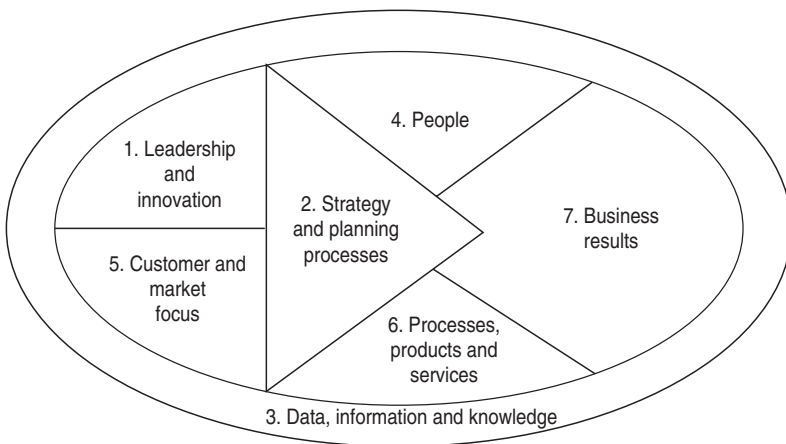 1. Leadership
and
innovation
5. Customer and
market
focus
2. Strategy
and planning
processes
4. People
6. Processes,
products and
services
7. Business
results
3. Data, information and knowledge